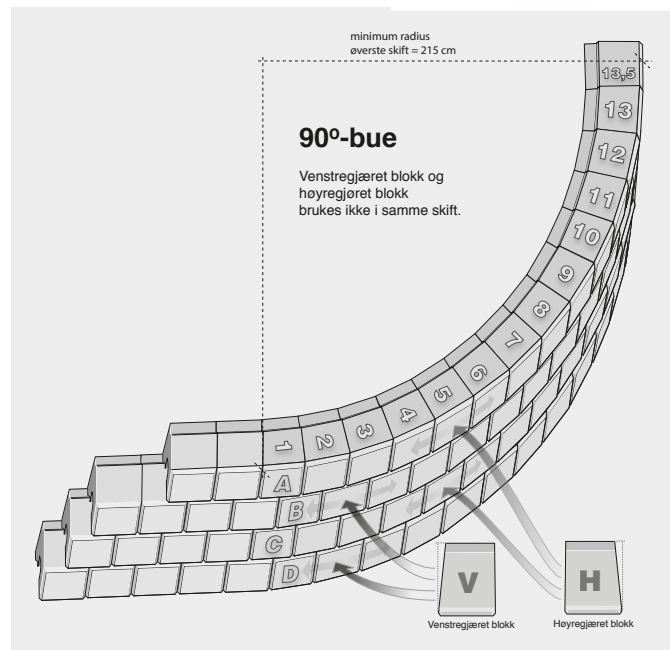 minimum radius
øverste skift = 215 cm
90º-bue
Venstregjæret blokk og
høyregjøret blokk
brukes ikke i samme skift.
13,5
13
12
11
10
9
8
7
6
5
4
3
2
1
A
B
C
D
V
H
Venstregjæret blokk
Høyregjæret blokk